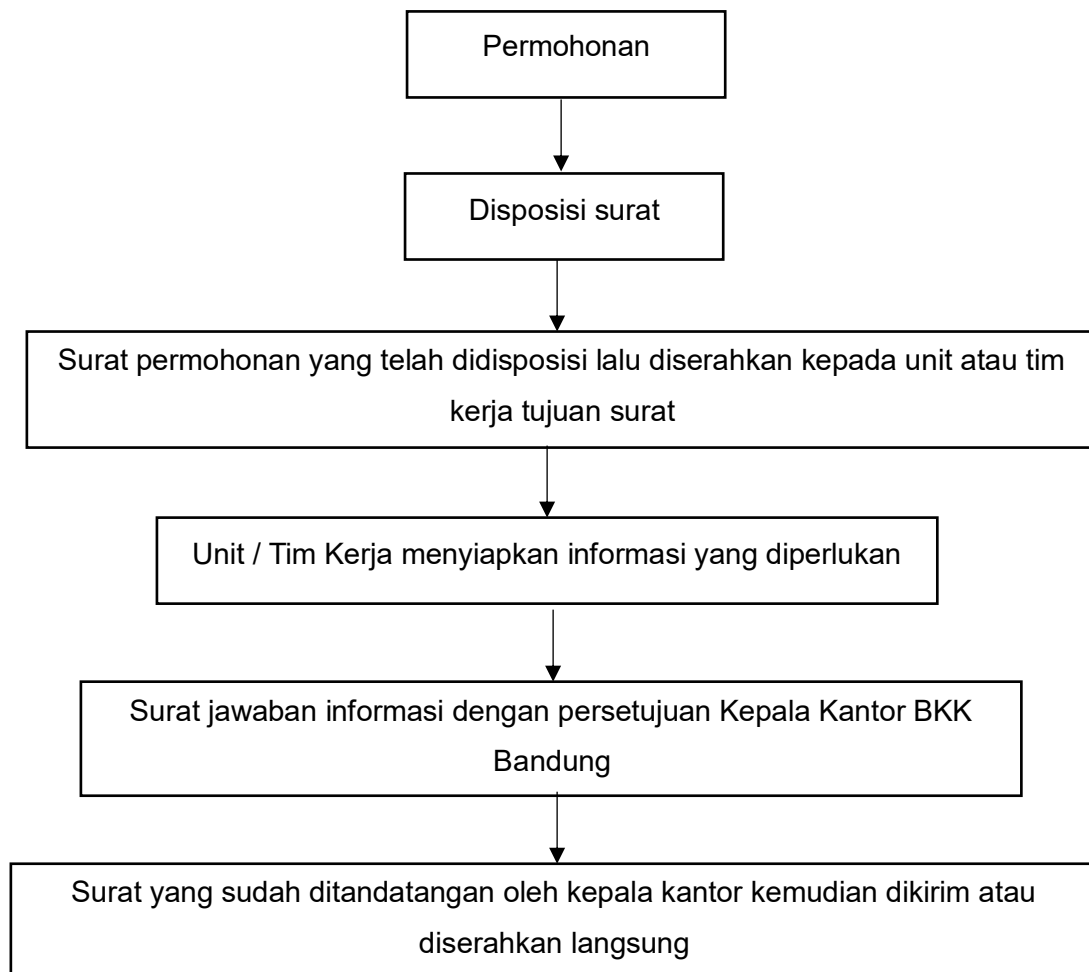 Permohonan
Disposisi surat
Surat permohonan yang telah didisposisi lalu diserahkan kepada unit atau tim
kerja tujuan surat
Unit / Tim Kerja menyiapkan informasi yang diperlukan
Surat jawaban informasi dengan persetujuan Kepala Kantor BKK
Bandung
Surat yang sudah ditandatangan oleh kepala kantor kemudian dikirim atau
diserahkan langsung